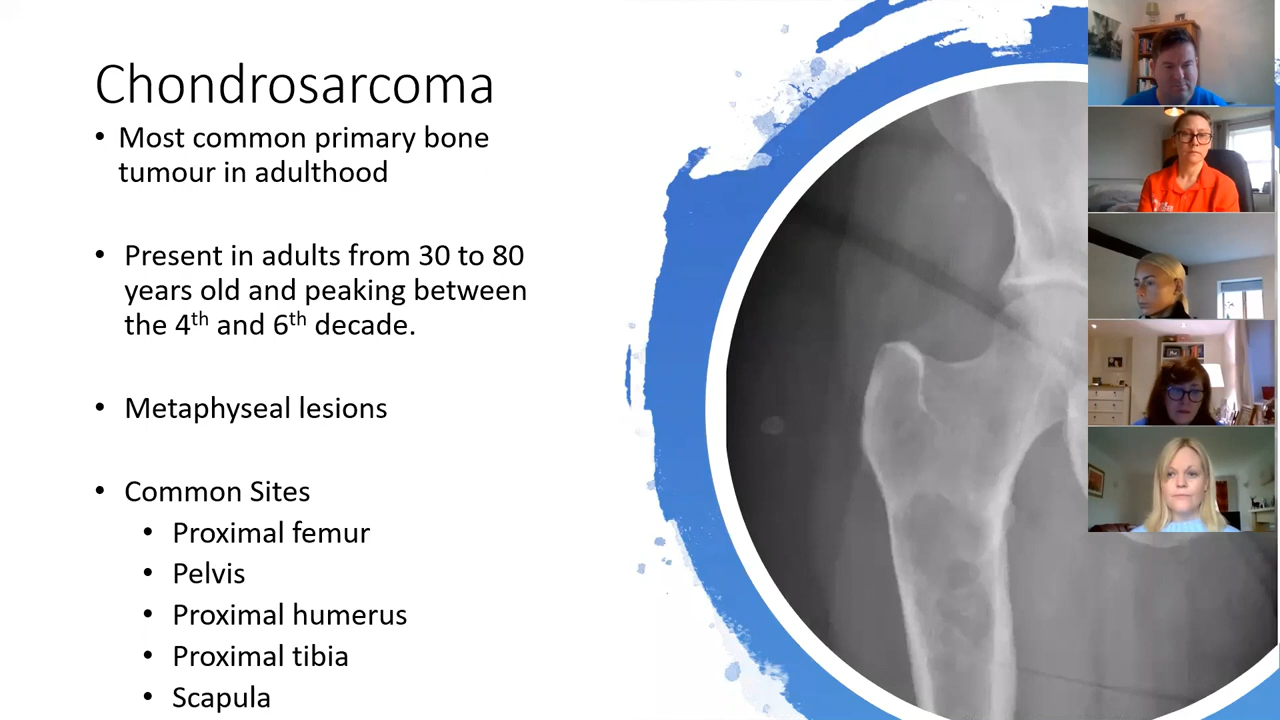 Chondrosarcoma
• Most common primary bone
tumour in adulthood
• Present in adults from 30 to 80
years old and peaking between
the 4th and 6th decade.
• Metaphyseal lesions
• Common Sites
• Proximal femur
• Pelvis
• Proximal humerus
• Proximal tibia
• Scapula